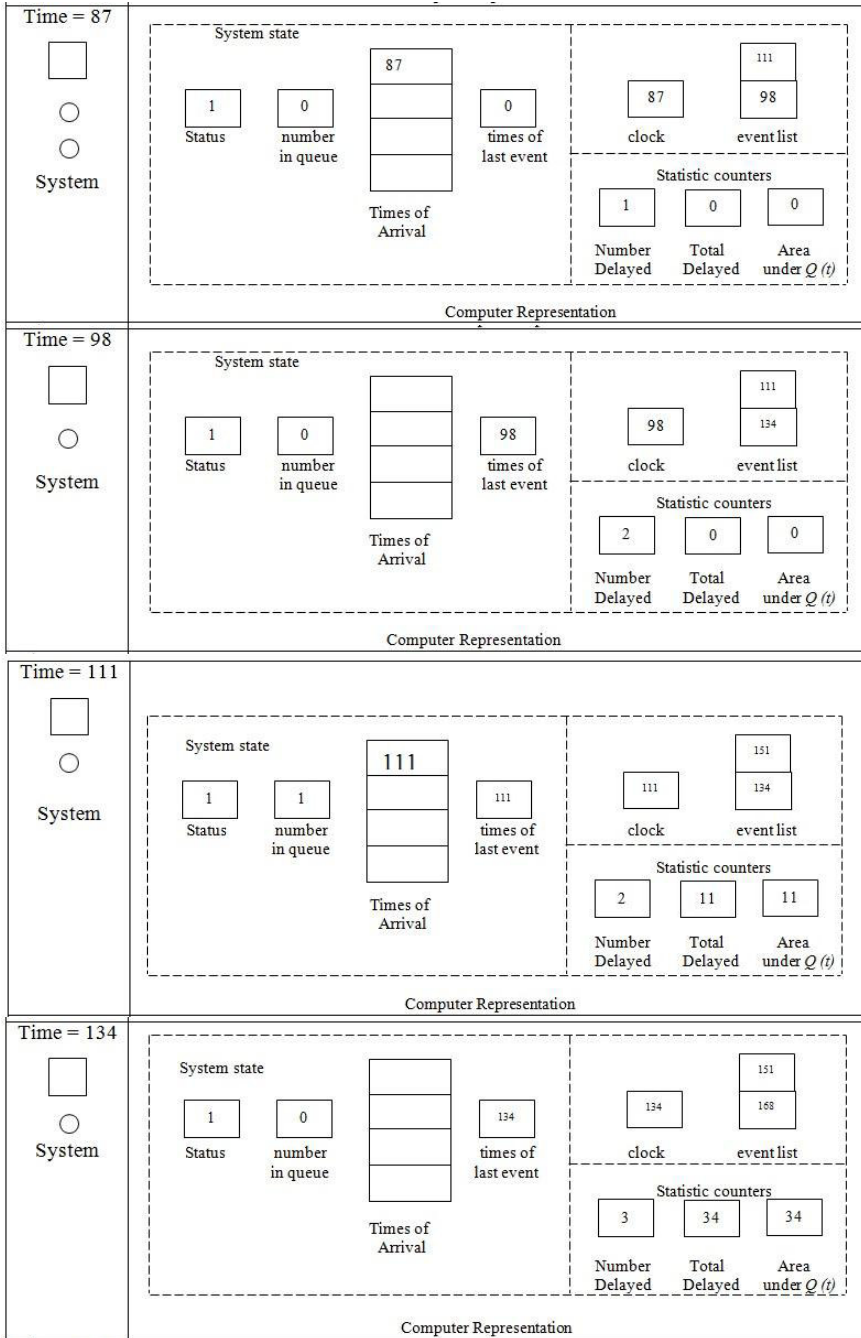 Time = 87
System
System state
87
1
0
0
Status
number
in queue
times of
last event
Times of
Arrival
111
87
98
clock
event list
Statistic counters
1
0
0
Number
Delayed
Total
Delayed
Area
under Q (t)
Computer Representation
Time = 98
System
System state
1
0
98
Status
number
in queue
times of
last event
Times of
Arrival
111
98
134
clock
event list
Statistic counters
2
0
0
Number
Delayed
Total
Delayed
Area
under Q (t)
Computer Representation
Time = 111
System
System state
111
1
1
111
Status
number
in queue
times of
last event
Times of
Arrival
151
111
134
clock
event list
Statistic counters
2
11
11
Number
Delayed
Total
Delayed
Area
under Q (t)
Computer Representation
Time = 134
System
System state
1
0
134
Status
number
in queue
times of
last event
Times of
Arrival
151
134
168
clock
event list
Statistic counters
3
34
34
Number
Delayed
Total
Delayed
Area
under Q (t)
Computer Representation